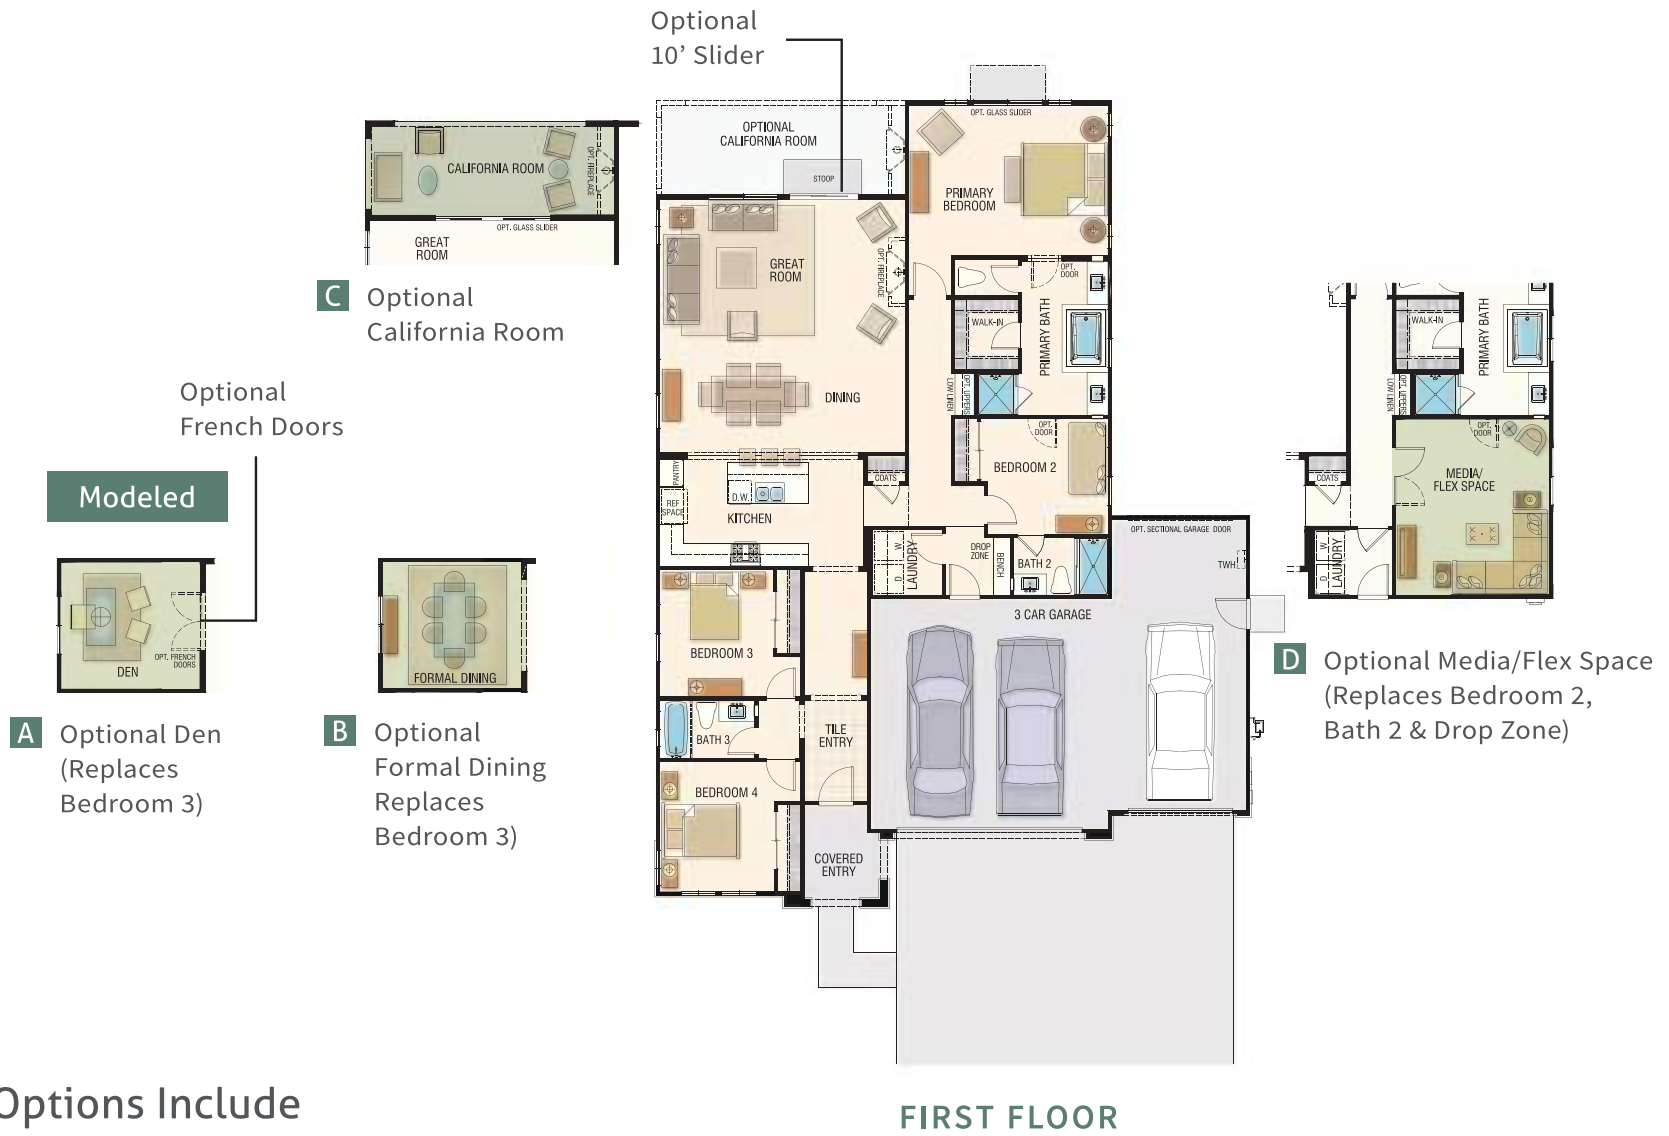 Optional
10’ Slider
CALIFORNIA ROOM
OPT. FIREPLACE
OPT. GLASS SLIDER
GREAT
ROOM
C Optional
California Room
Optional
French Doors
Modeled
DEN
OPT. FRENCH
DOORS
A Optional Den
(Replaces
Bedroom 3)
FORMAL DINING
B Optional
Formal Dining
Replaces
Bedroom 3)
OPTIONAL
CALIFORNIA ROOM
STOOP
OPT. GLASS SLIDER
PRIMARY
BEDROOM
GREAT
ROOM
OPT. FIREPLACE
OPT.
DOOR
WALK-IN
PRIMARY BATH
LOW LINEN
OPT. UPPERS
DINING
OPT.
DOOR
BEDROOM 2
PANTRY
COATS
D.W.
REF
SPACE
KITCHEN
W
D
LAUNDRY
DROP
ZONE
BENCH
BATH 2
OPT. SECTIONAL GARAGE DOOR
TWH
3 CAR GARAGE
BEDROOM 3
BATH 3
TILE
ENTRY
BEDROOM 4
COVERED
ENTRY
WALK-IN
PRIMARY BATH
LOW LINEN
OPT. UPPERS
OPT.
DOOR
MEDIA/
FLEX SPACE
COATS
W
D
LAUNDRY
D Optional Media/Flex Space
(Replaces Bedroom 2,
Bath 2 & Drop Zone)
Options Include
FIRST FLOOR